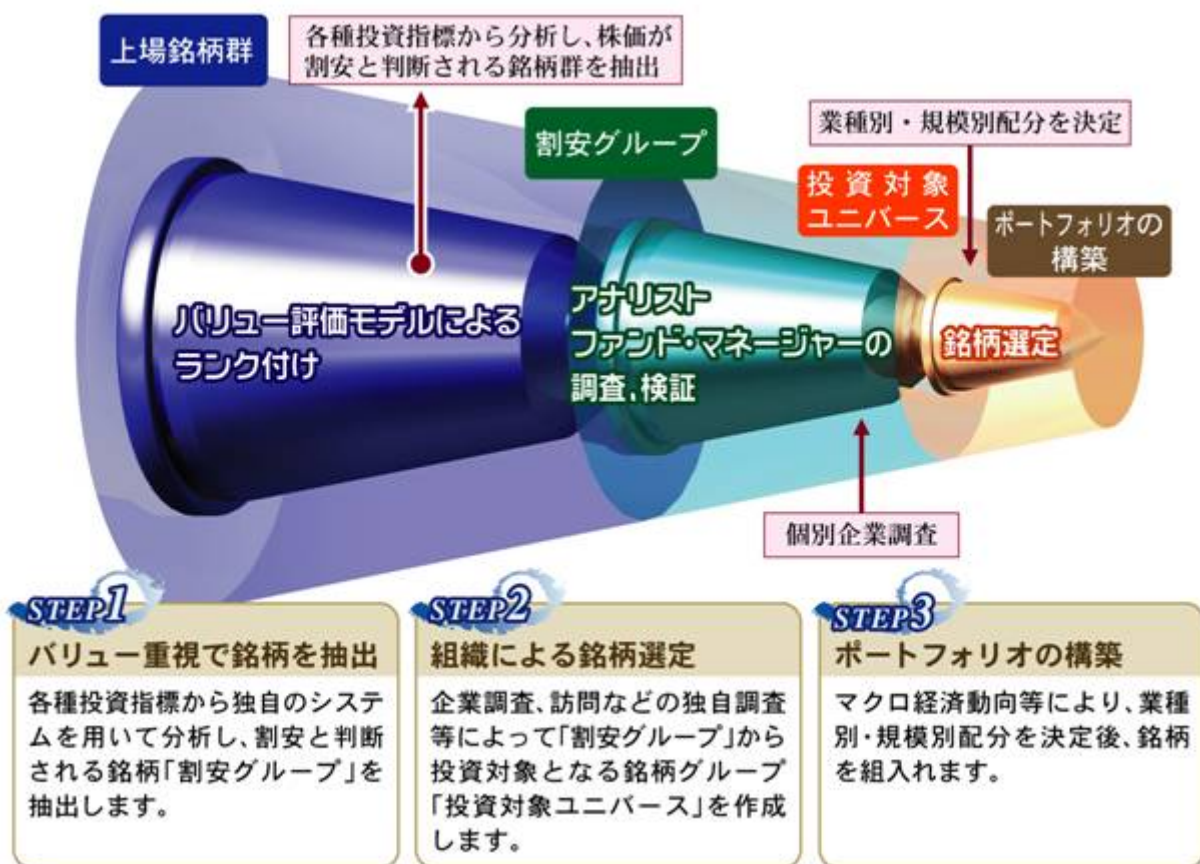 上場銘柄群
各種投資指標から分析し、株価が
割安と判断される銘柄群を抽出
割安グループ
業種別・規模別配分を決定
投資対象
ユニバース
ポートフォリオの
構築
バリュー評価モデルによる
ランク付け
アナリスト
ファンド・マネージャーの
調査、検証
銘柄選定
個別企業調査
STEP1
バリュー重視で銘柄を抽出
各種投資指標から独自のシステ
ムを用いて分析し、割安と判断
される銘柄「割安グループ」を
抽出します。
STEP2
組織による銘柄選定
企業調査、訪問などの独自調査
等によって「割安グループ」から
投資対象となる銘柄グループ
「投資対象ユニバース」を作成
します。
STEP3
ポートフォリオの構築
マクロ経済動向等により、業種
別・規模別配分を決定後、銘柄
を組入れます。